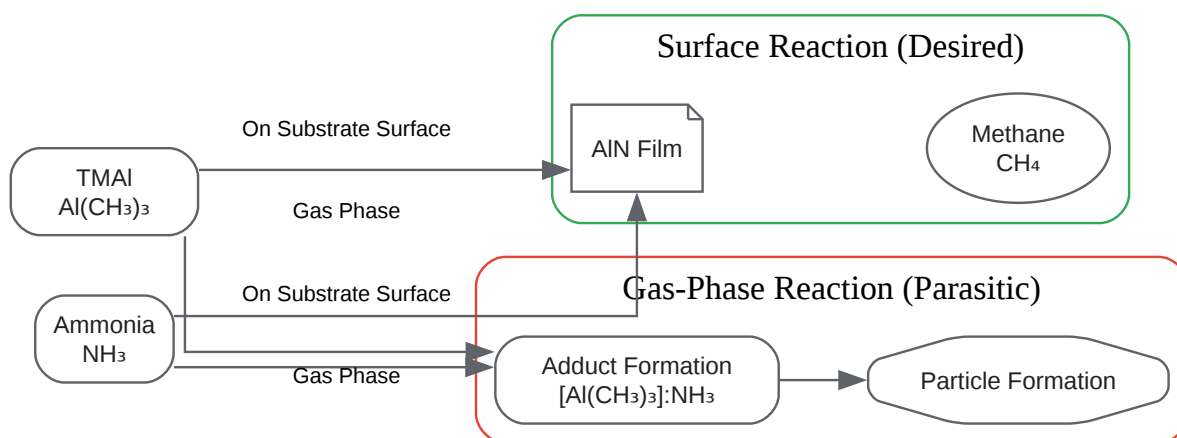 Surface Reaction (Desired)
On Substrate Surface
AlN Film
Methane
CH₄
TMAl
Al(CH₃)₃
Gas Phase
On Substrate Surface
Gas-Phase Reaction (Parasitic)
Ammonia
NH₃
Gas Phase
Adduct Formation
[Al(CH₃)₃]:NH₃
Particle Formation